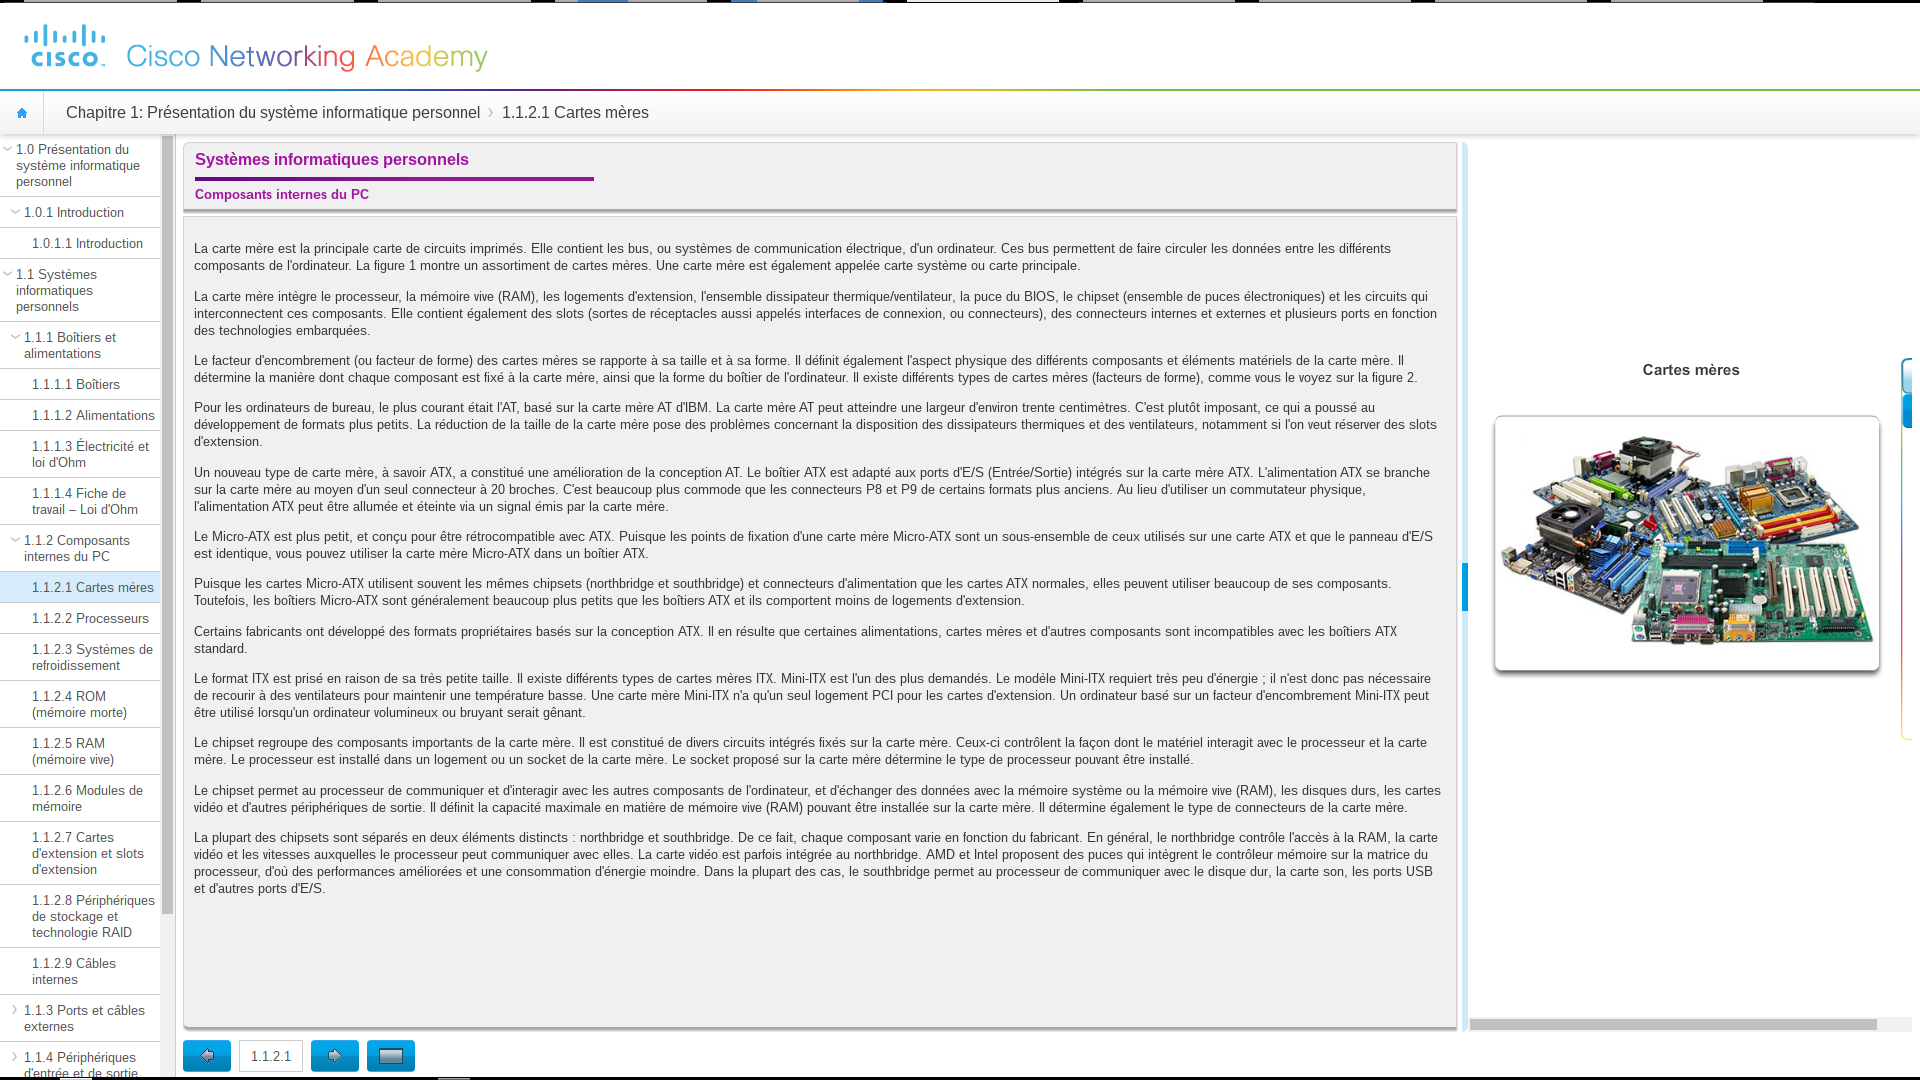 cisco
Cisco Networking Academy
Chapitre 1: Présentation du système informatique personnel
1.1.2.1 Cartes mères
1.0 Présentation du
système informatique
personnel
1.0.1 Introduction
1.0.1.1 Introduction
1.1 Systèmes
informatiques
personnels
1.1.1 Boîtiers et
alimentations
1.1.1.1 Boîtiers
1.1.1.2 Alimentations
1.1.1.3 Électricité et
loi d'Ohm
1.1.1.4 Fiche de
travail – Loi d'Ohm
1.1.2 Composants
internes du PC
1.1.2.1 Cartes mères
1.1.2.2 Processeurs
1.1.2.3 Systèmes de
refroidissement
1.1.2.4 ROM
(mémoire morte)
1.1.2.5 RAM
(mémoire vive)
1.1.2.6 Modules de
mémoire
1.1.2.7 Cartes
d'extension et slots
d'extension
1.1.2.8 Périphériques
de stockage et
technologie RAID
1.1.2.9 Câbles
internes
1.1.3 Ports et câbles
externes
1.1.4 Périphériques
d'entrée et de sortie
Systèmes informatiques personnels
Composants internes du PC
La carte mère est la principale carte de circuits imprimés. Elle contient les bus, ou systèmes de communication électrique, d'un ordinateur. Ces bus permettent de faire circuler les données entre les différents
composants de l'ordinateur. La figure 1 montre un assortiment de cartes mères. Une carte mère est également appelée carte système ou carte principale.
La carte mère intègre le processeur, la mémoire vive (RAM), les logements d'extension, l'ensemble dissipateur thermique/ventilateur, la puce du BIOS, le chipset (ensemble de puces électroniques) et les circuits qui
interconnectent ces composants. Elle contient également des slots (sortes de réceptacles aussi appelés interfaces de connexion, ou connecteurs), des connecteurs internes et externes et plusieurs ports en fonction
des technologies embarquées.
Le facteur d'encombrement (ou facteur de forme) des cartes mères se rapporte à sa taille et à sa forme. Il définit également l'aspect physique des différents composants et éléments matériels de la carte mère. Il
détermine la manière dont chaque composant est fixé à la carte mère, ainsi que la forme du boîtier de l'ordinateur. Il existe différents types de cartes mères (facteurs de forme), comme vous le voyez sur la figure 2.
Pour les ordinateurs de bureau, le plus courant était l'AT, basé sur la carte mère AT d'IBM. La carte mère AT peut atteindre une largeur d'environ trente centimètres. C'est plutôt imposant, ce qui a poussé au
développement de formats plus petits. La réduction de la taille de la carte mère pose des problèmes concernant la disposition des dissipateurs thermiques et des ventilateurs, notamment si l'on veut réserver des slots
d'extension.
Un nouveau type de carte mère, à savoir ATX, a constitué une amélioration de la conception AT. Le boîtier ATX est adapté aux ports d'E/S (Entrée/Sortie) intégrés sur la carte mère ATX. L'alimentation ATX se branche
sur la carte mère au moyen d'un seul connecteur à 20 broches. C'est beaucoup plus commode que les connecteurs P8 et P9 de certains formats plus anciens. Au lieu d'utiliser un commutateur physique,
l'alimentation ATX peut être allumée et éteinte via un signal émis par la carte mère.
Le Micro-ATX est plus petit, et conçu pour être rétrocompatible avec ATX. Puisque les points de fixation d'une carte mère Micro-ATX sont un sous-ensemble de ceux utilisés sur une carte ATX et que le panneau d'E/S
est identique, vous pouvez utiliser la carte mère Micro-ATX dans un boîtier ATX.
Puisque les cartes Micro-ATX utilisent souvent les mêmes chipsets (northbridge et southbridge) et connecteurs d'alimentation que les cartes ATX normales, elles peuvent utiliser beaucoup de ses composants.
Toutefois, les boîtiers Micro-ATX sont généralement beaucoup plus petits que les boîtiers ATX et ils comportent moins de logements d'extension.
Certains fabricants ont développé des formats propriétaires basés sur la conception ATX. Il en résulte que certaines alimentations, cartes mères et d'autres composants sont incompatibles avec les boîtiers ATX
standard.
Le format ITX est prisé en raison de sa très petite taille. Il existe différents types de cartes mères ITX. Mini-ITX est l'un des plus demandés. Le modèle Mini-ITX requiert très peu d'énergie ; il n'est donc pas nécessaire
de recourir à des ventilateurs pour maintenir une température basse. Une carte mère Mini-ITX n'a qu'un seul logement PCI pour les cartes d'extension. Un ordinateur basé sur un facteur d'encombrement Mini-ITX peut
être utilisé lorsqu'un ordinateur volumineux ou bruyant serait gênant.
Le chipset regroupe des composants importants de la carte mère. Il est constitué de divers circuits intégrés fixés sur la carte mère. Ceux-ci contrôlent la façon dont le matériel interagit avec le processeur et la carte
mère. Le processeur est installé dans un logement ou un socket de la carte mère. Le socket proposé sur la carte mère détermine le type de processeur pouvant être installé.
Le chipset permet au processeur de communiquer et d'interagir avec les autres composants de l'ordinateur, et d'échanger des données avec la mémoire système ou la mémoire vive (RAM), les disques durs, les cartes
vidéo et d'autres périphériques de sortie. Il définit la capacité maximale en matière de mémoire vive (RAM) pouvant être installée sur la carte mère. Il détermine également le type de connecteurs de la carte mère.
La plupart des chipsets sont séparés en deux éléments distincts : northbridge et southbridge. De ce fait, chaque composant varie en fonction du fabricant. En général, le northbridge contrôle l'accès à la RAM, la carte
vidéo et les vitesses auxquelles le processeur peut communiquer avec elles. La carte vidéo est parfois intégrée au northbridge. AMD et Intel proposent des puces qui intègrent le contrôleur mémoire sur la matrice du
processeur, d'où des performances améliorées et une consommation d'énergie moindre. Dans la plupart des cas, le southbridge permet au processeur de communiquer avec le disque dur, la carte son, les ports USB
et d'autres ports d'E/S.
Cartes mères
1.1.2.1